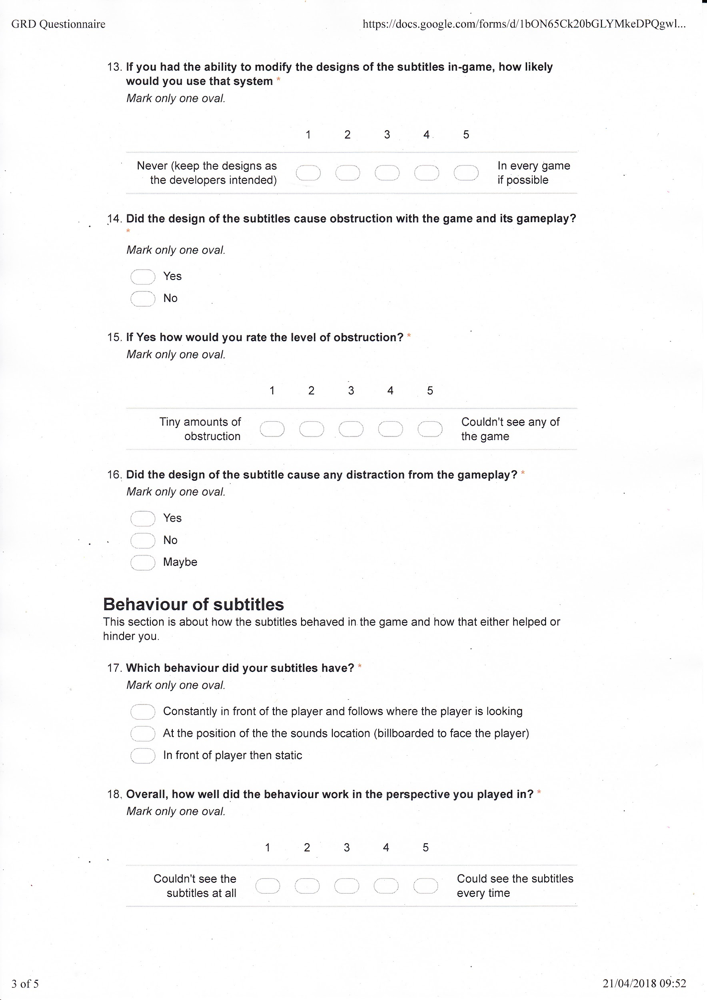 GRD Questionnaire
https://docs.google.com/forms/d/1bON65Ck20bGLYMkeDPQgwl...
13. If you had the ability to modify the designs of the subtitles in-game, how likely
would you use that system *
Mark only one oval.
1 2 3 4 5
Never (keep the designs as
the developers intended)
In every game
if possible
14. Did the design of the subtitles cause obstruction with the game and its gameplay?
*
Mark only one oval.
Yes
No
15. If Yes how would you rate the level of obstruction? *
Mark only one oval.
1 2 3 4 5
Tiny amounts of
obstruction
Couldn't see any of
the game
16. Did the design of the subtitle cause any distraction from the gameplay? *
Mark only one oval.
Yes
No
Maybe
Behaviour of subtitles
This section is about how the subtitles behaved in the game and how that either helped or
hinder you.
17. Which behaviour did your subtitles have? *
Mark only one oval.
Constantly in front of the player and follows where the player is looking
At the position of the the sounds location (billboarded to face the player)
In front of player then static
18. Overall, how well did the behaviour work in the perspective you played in? *
Mark only one oval.
1 2 3 4 5
Couldn't see the
subtitles at all
Could see the subtitles
every time
3 of 5
21/04/2018 09:52